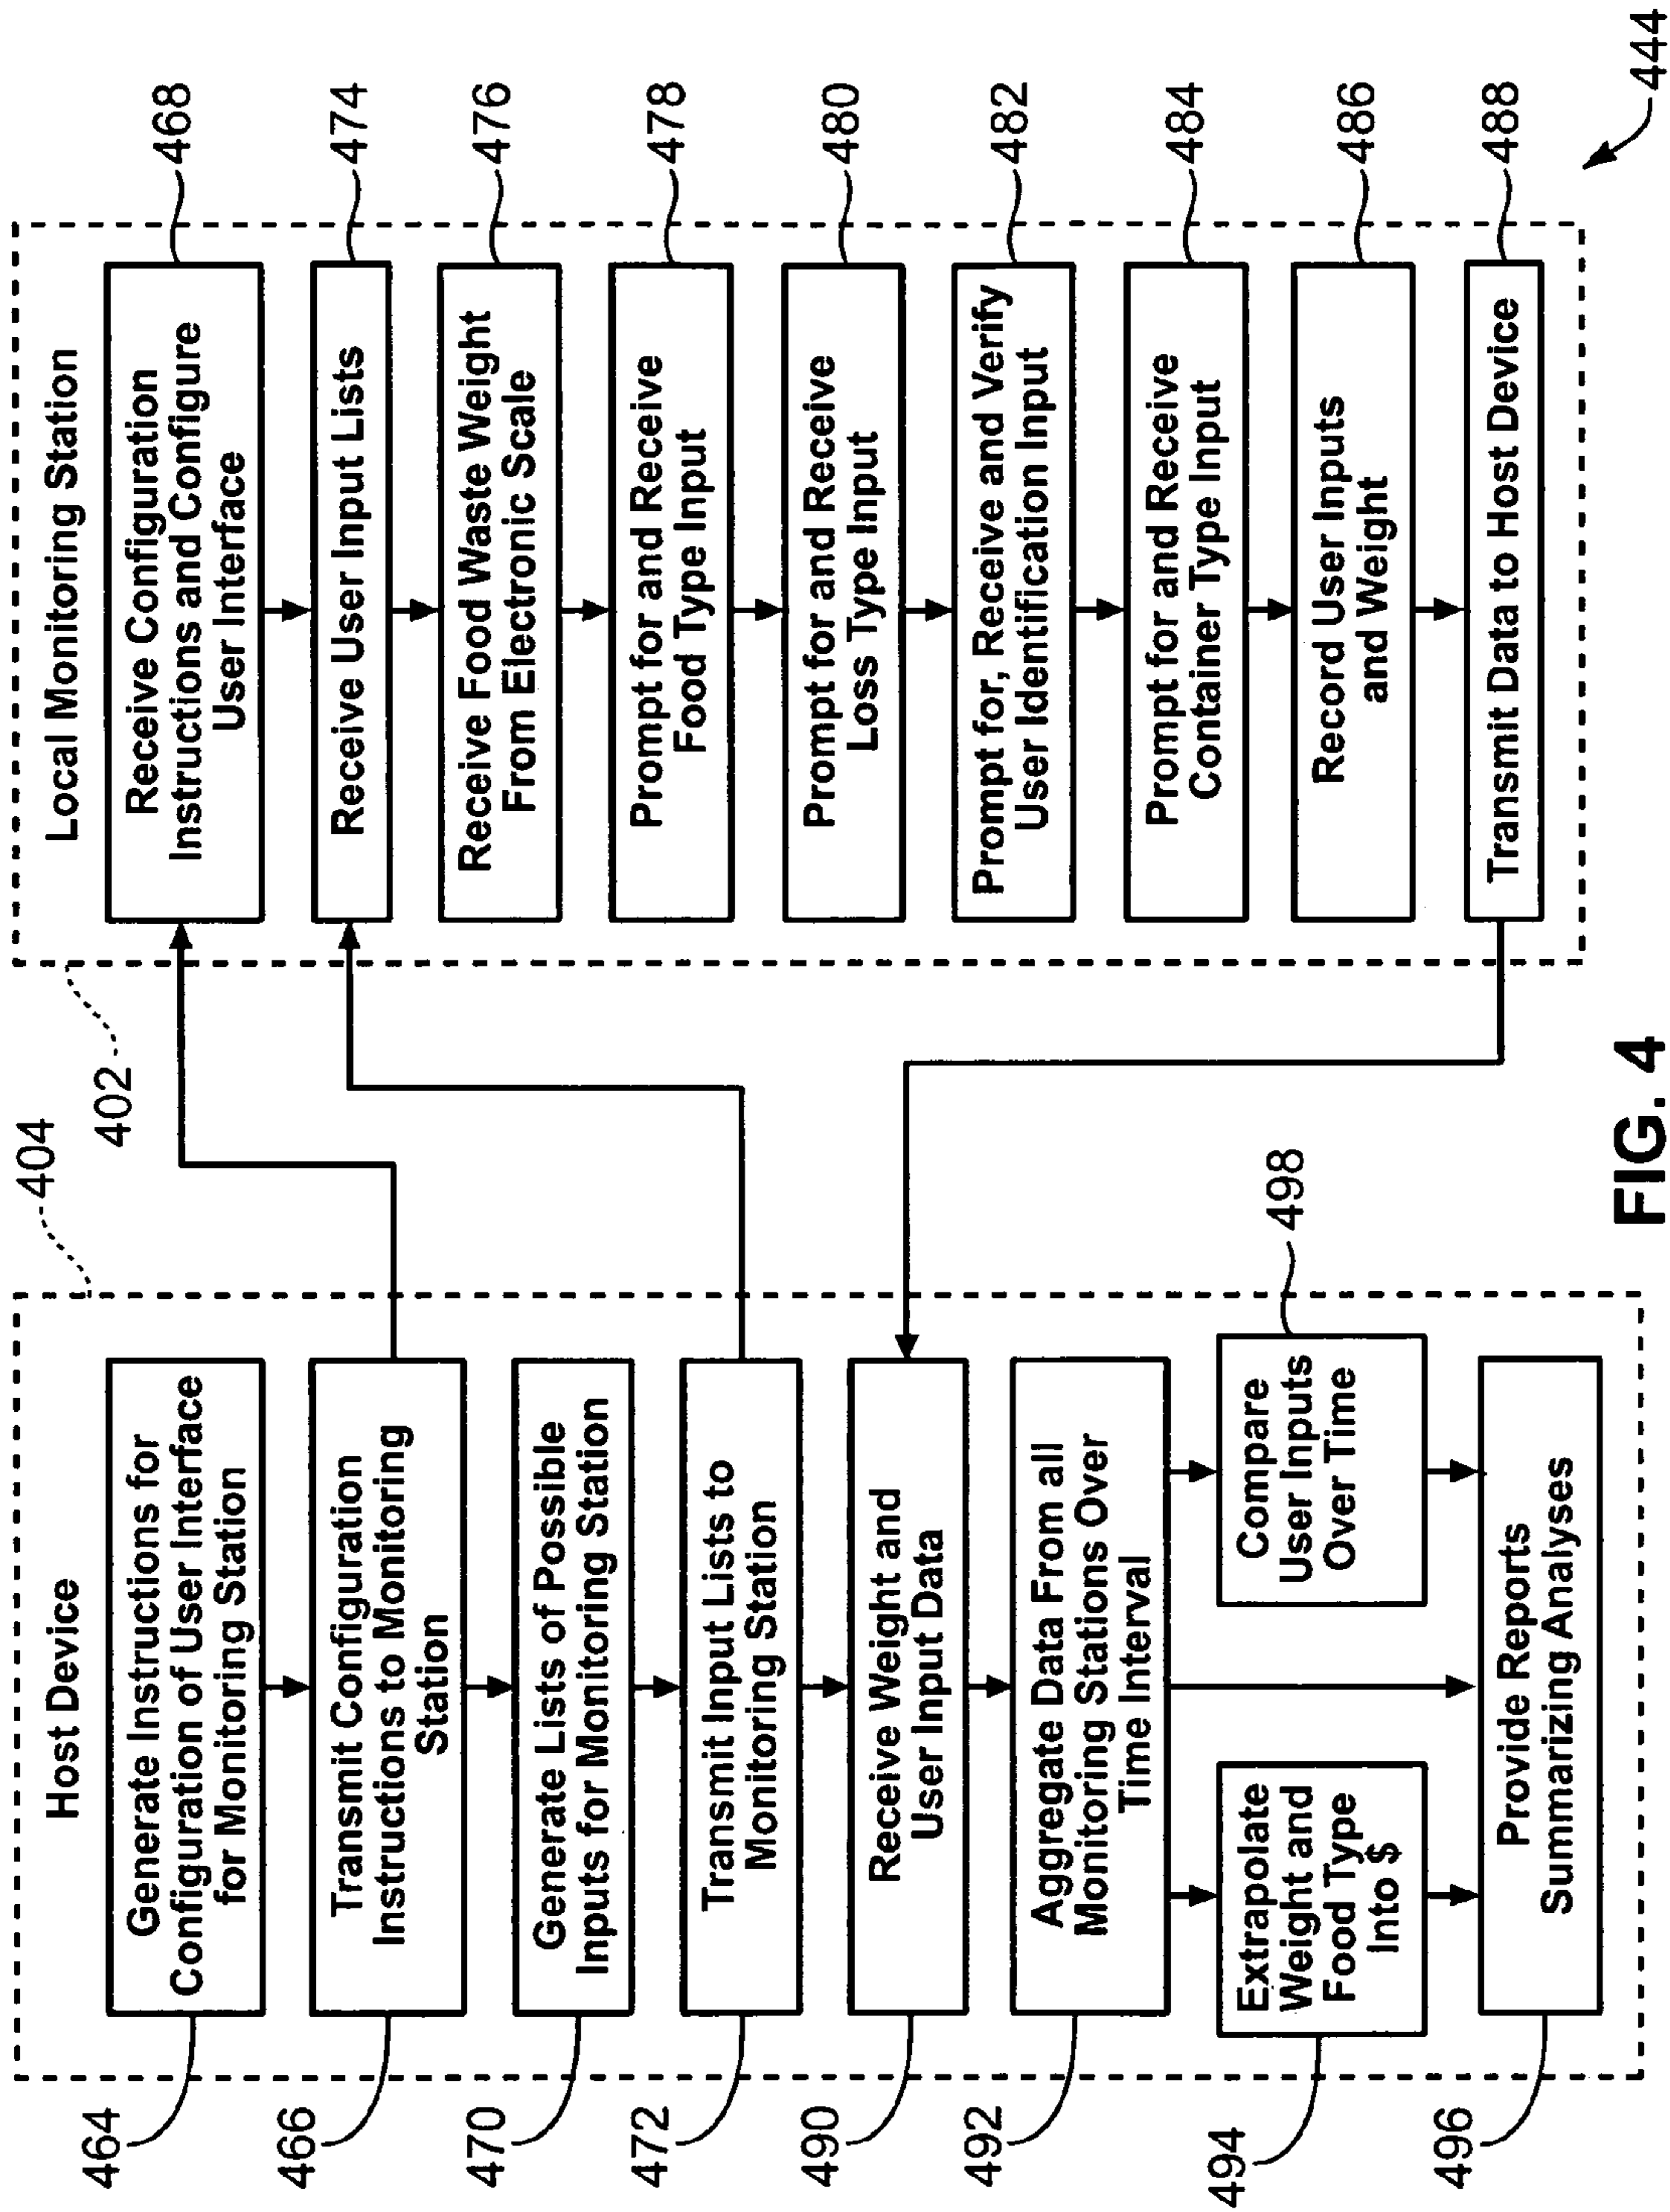 404
Host Device
464
Generate Instructions for
Configuration of User Interface
for Monitoring Station
466
Transmit Configuration
Instructions to Monitoring
Station
470
Generate Lists of Possible
Inputs for Monitoring Station
472
Transmit Input Lists to
Monitoring Station
490
Receive Weight and
User Input Data
492
Aggregate Data From all
Monitoring Stations Over
Time Interval
494
Extrapolate
Weight and
Food Type
Into $
498
Compare
User Inputs
Over Time
496
Provide Reports
Summarizing Analyses
402
Local Monitoring Station
Receive Configuration
Instructions and Configure
User Interface
468
Receive User Input Lists
474
Receive Food Waste Weight
From Electronic Scale
476
Prompt for and Receive
Food Type Input
478
Prompt for and Receive
Loss Type Input
480
Prompt for, Receive and Verify
User Identification Input
482
Prompt for and Receive
Container Type Input
484
Record User Inputs
and Weight
486
Transmit Data to Host Device
488
444
FIG. 4